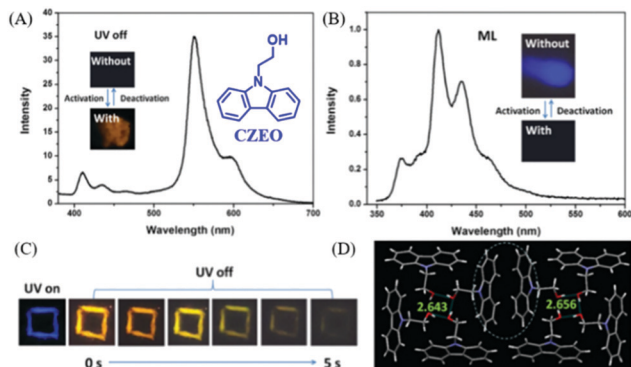 (A)
UV off
Without
Activation
Deactivation
With
OH
N
CZEO
Intensity
40
35
30
25
20
15
10
5
0
400
500
600
700
Wavelength (nm)
(B)
ML
Without
Activation
Deactivation
With
Intensity
1.0
0.8
0.6
0.4
0.2
0.0
350
400
450
500
550
600
Wavelength (nm)
(C)
UV off
UV on
0 s
5 s
(D)
2.643
2.656